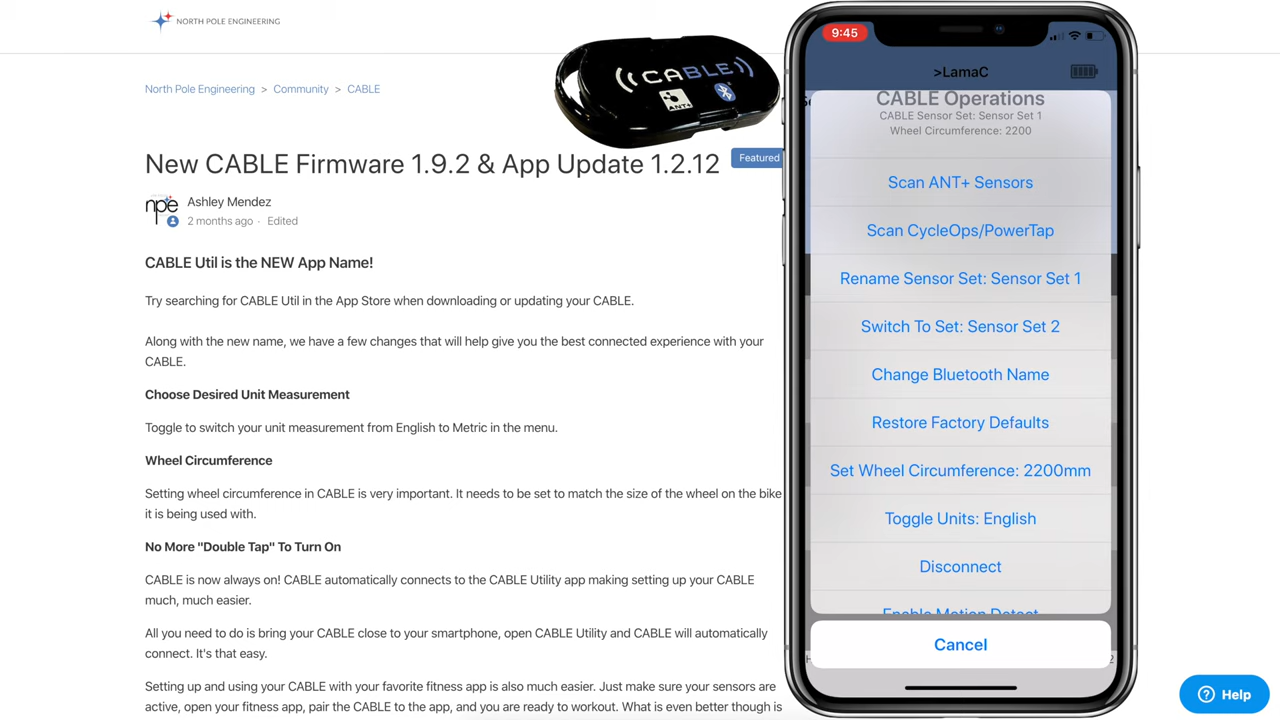 NORTH POLE ENGINEERING
North Pole Engineering > Community > CABLE
New CABLE Firmware 1.9.2 & App Update 1.2.12
Featured
npe
Ashley Mendez
2 months ago · Edited
CABLE Util is the NEW App Name!
Try searching for CABLE Util in the App Store when downloading or updating your CABLE.
Along with the new name, we have a few changes that will help give you the best connected experience with your
CABLE.
Choose Desired Unit Measurement
Toggle to switch your unit measurement from English to Metric in the menu.
Wheel Circumference
Setting wheel circumference in CABLE is very important. It needs to be set to match the size of the wheel on the bike
it is being used with.
No More "Double Tap" To Turn On
CABLE is now always on! CABLE automatically connects to the CABLE Utility app making setting up your CABLE
much, much easier.
All you need to do is bring your CABLE close to your smartphone, open CABLE Utility and CABLE will automatically
connect. It's that easy.
Setting up and using your CABLE with your favorite fitness app is also much easier. Just make sure your sensors are
active, open your fitness app, pair the CABLE to the app, and you are ready to workout. What is even better though is
CABLE
ANT+
9:45
>LamaC
CABLE Operations
CABLE Sensor Set: Sensor Set 1
Wheel Circumference: 2200
Scan ANT+ Sensors
Scan CycleOps/PowerTap
Rename Sensor Set: Sensor Set 1
Switch To Set: Sensor Set 2
Change Bluetooth Name
Restore Factory Defaults
Set Wheel Circumference: 2200mm
Toggle Units: English
Disconnect
Enable Motion Detect
Cancel
Help